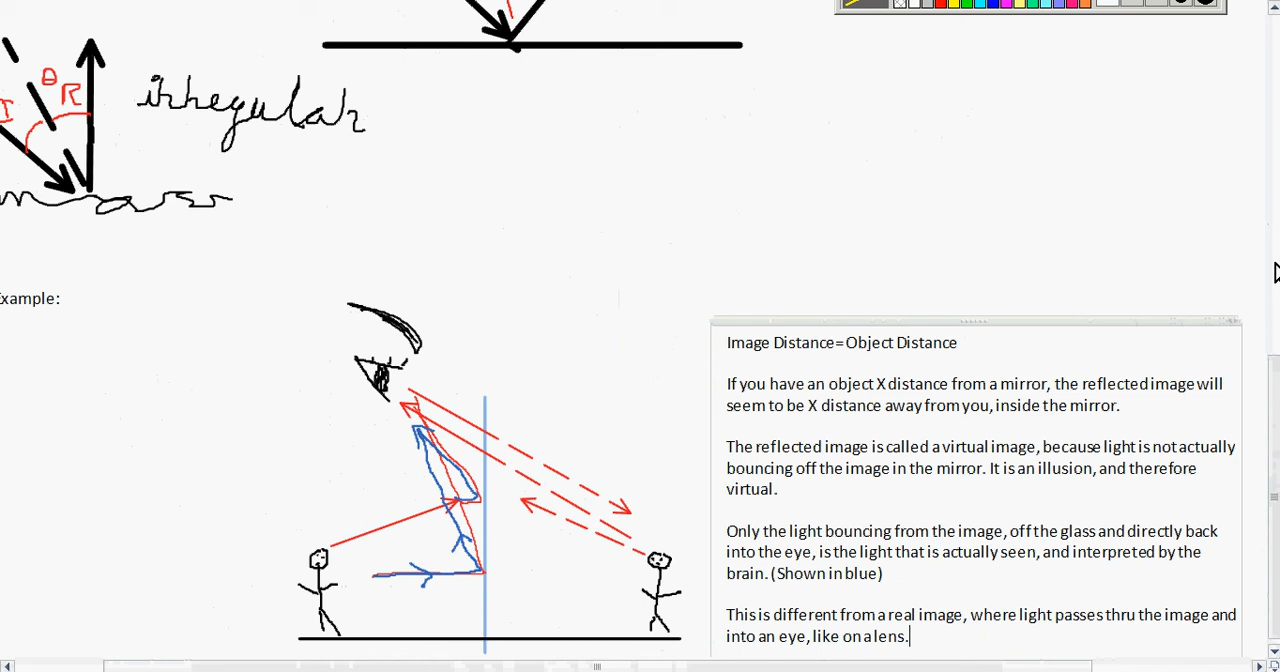 θ
R
I
irregular
Example:
Image Distance=Object Distance
If you have an object X distance from a mirror, the reflected image will
seem to be X distance away from you, inside the mirror.
The reflected image is called a virtual image, because light is not actually
bouncing off the image in the mirror. It is an illusion, and therefore
virtual.
Only the light bouncing from the image, off the glass and directly back
into the eye, is the light that is actually seen, and interpreted by the
brain. (Shown in blue)
This is different from a real image, where light passes thru the image and
into an eye, like on a lens.